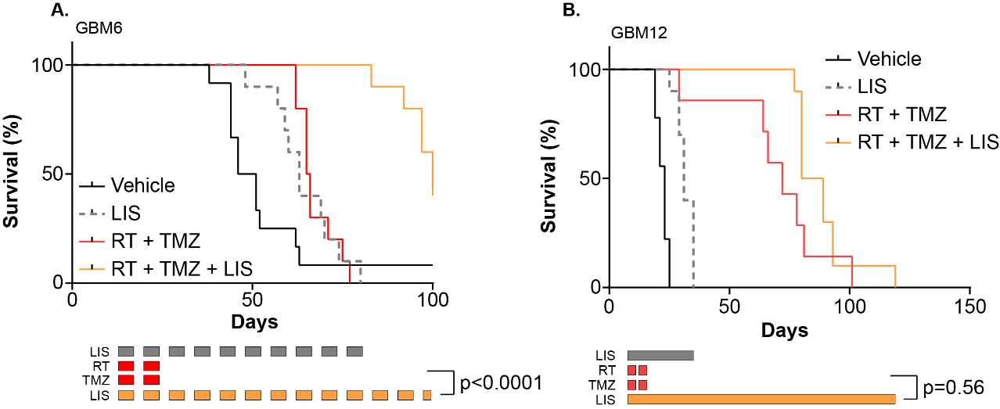 A.
GBM6
100
50
0
Survival (%)
Vehicle
LIS
RT + TMZ
RT + TMZ + LIS
0
50
100
Days
LIS
RT
TMZ
LIS
p<0.0001
B.
GBM12
100
50
0
Survival (%)
Vehicle
LIS
RT + TMZ
RT + TMZ + LIS
0
50
100
150
Days
LIS
RT
TMZ
LIS
p=0.56